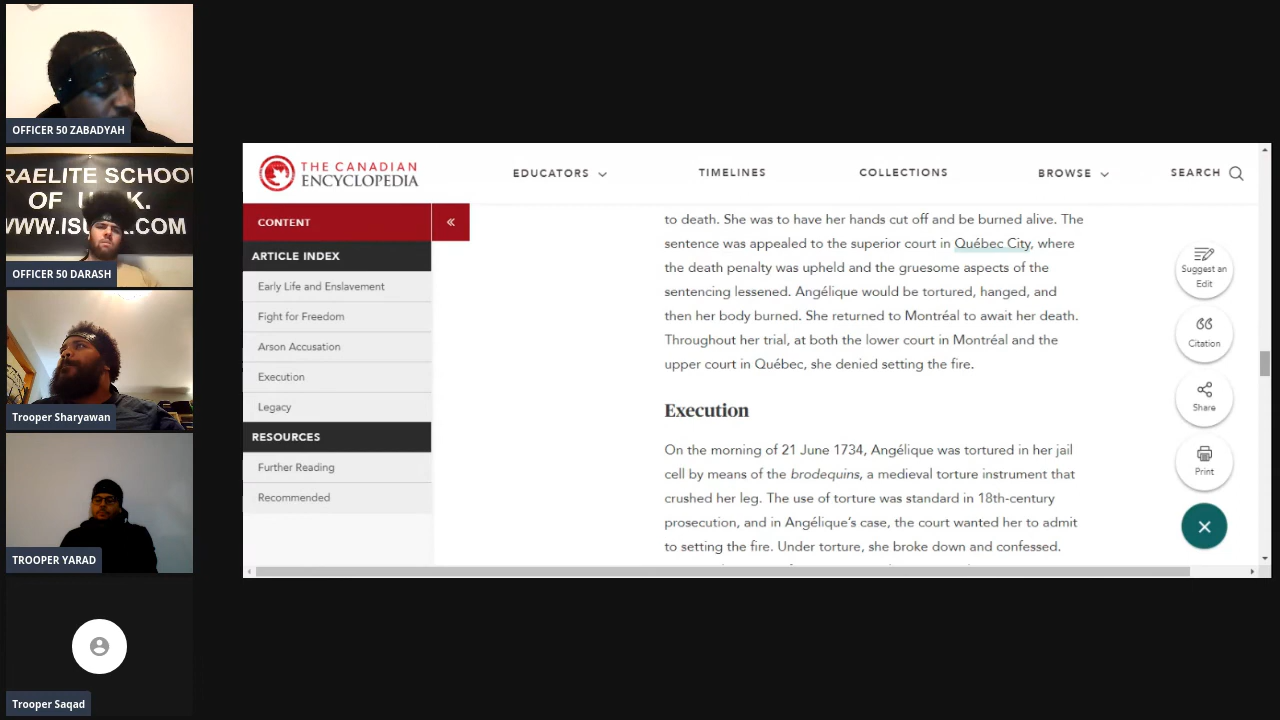 OFFICER 50 ZABADYAH
RAELITE SCHOO
OF U K.
WWW.ISU .COM
OFFICER 50 DARASH
Trooper Sharyawan
TROOPER YARAD
Trooper Saqad
THE CANADIAN
ENCYCLOPEDIA
EDUCATORS
TIMELINES
COLLECTIONS
BROWSE
SEARCH
CONTENT
«
ARTICLE INDEX
Early Life and Enslavement
Fight for Freedom
Arson Accusation
Execution
Legacy
RESOURCES
Further Reading
Recommended
to death. She was to have her hands cut off and be burned alive. The
sentence was appealed to the superior court in Québec City, where
the death penalty was upheld and the gruesome aspects of the
sentencing lessened. Angélique would be tortured, hanged, and
then her body burned. She returned to Montréal to await her death.
Throughout her trial, at both the lower court in Montréal and the
upper court in Québec, she denied setting the fire.
Execution
On the morning of 21 June 1734, Angélique was tortured in her jail
cell by means of the brodequins, a medieval torture instrument that
crushed her leg. The use of torture was standard in 18th-century
prosecution, and in Angélique's case, the court wanted her to admit
to setting the fire. Under torture, she broke down and confessed.
Suggest an
Edit
Citation
Share
Print